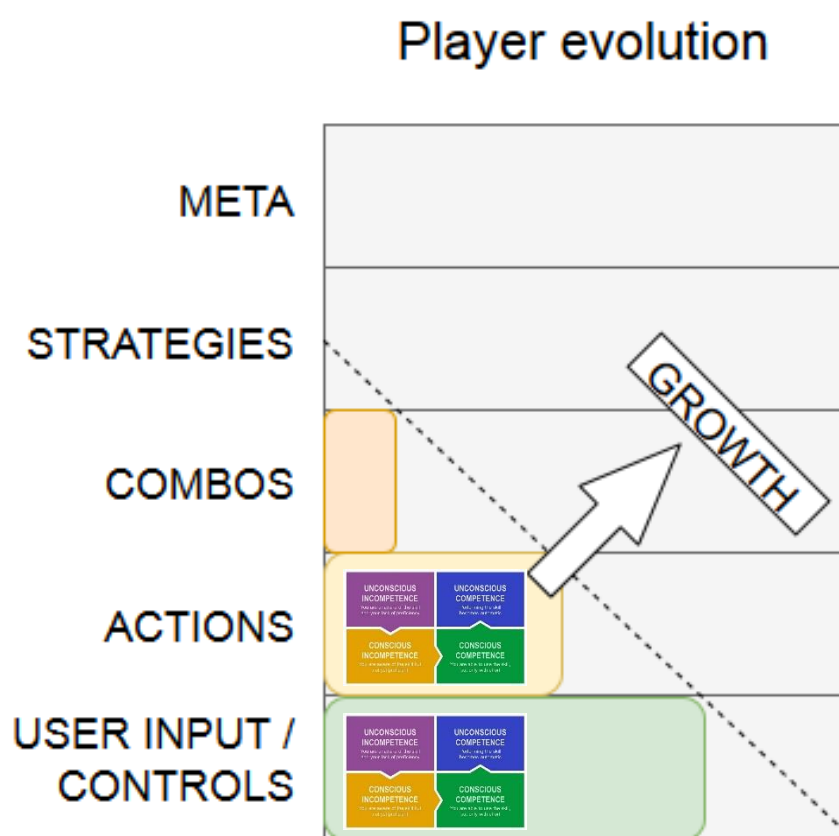 Player evolution
META
STRATEGIES
GROWTH
COMBOS
ACTIONS
UNCONSCIOUS
INCOMPETENCE
UNCONSCIOUS
COMPETENCE
CONSCIOUS
INCOMPETENCE
CONSCIOUS
COMPETENCE
USER INPUT /
CONTROLS
UNCONSCIOUS
INCOMPETENCE
UNCONSCIOUS
COMPETENCE
CONSCIOUS
INCOMPETENCE
CONSCIOUS
COMPETENCE